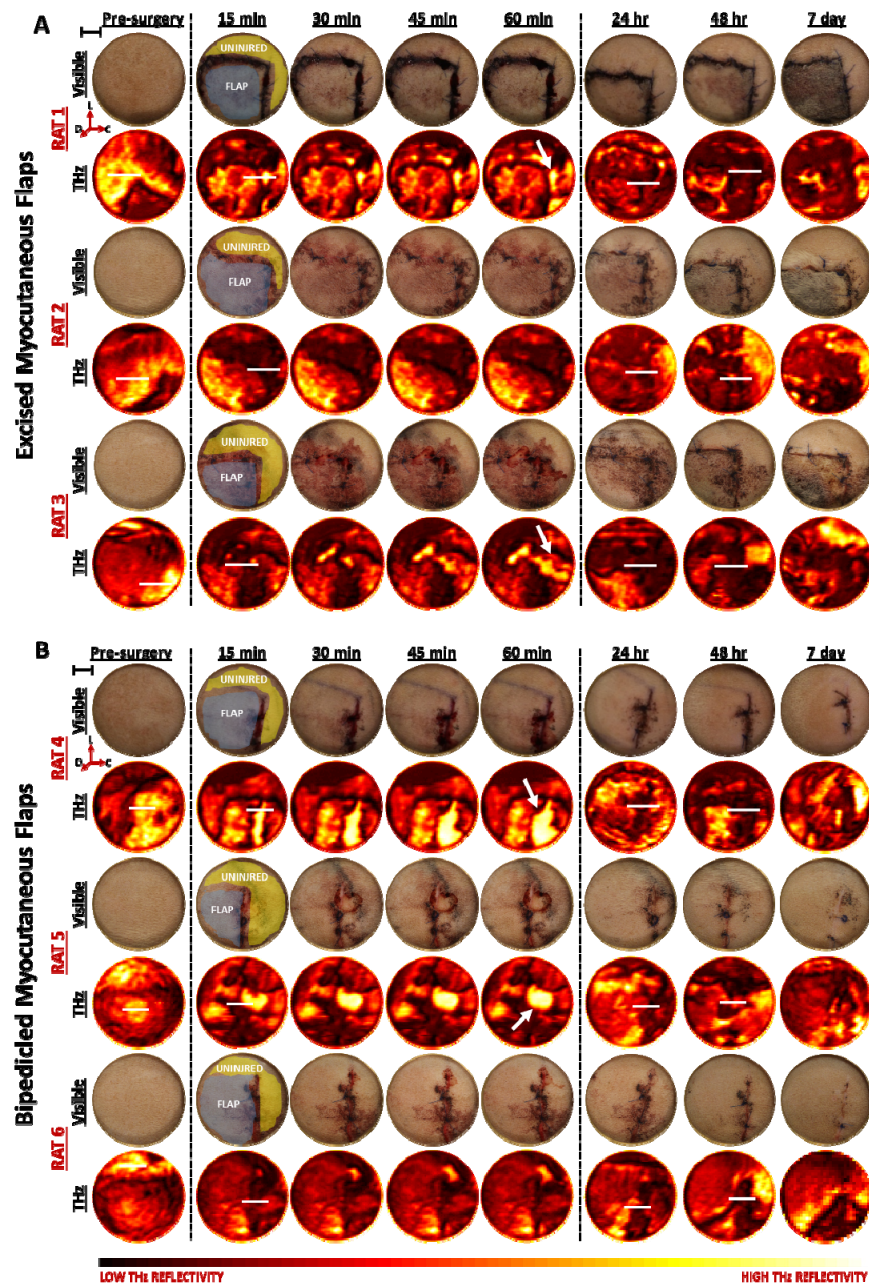 A
Pre-surgery 15 min 30 min 45 min 60 min 24 hr 48 hr 7 day
Excised Myocutaneous Flaps
RAT 1
Visible
UNINJRED
FLAP
L
D C
THz
RAT 2
Visible
UNINJRED
FLAP
THz
RAT 3
Visible
UNINJRED
FLAP
THz
B
Pre-surgery 15 min 30 min 45 min 60 min 24 hr 48 hr 7 day
Bipedicled Myocutaneous Flaps
RAT 4
Visible
UNINJRED
FLAP
L
D C
THz
RAT 5
Visible
UNINJRED
FLAP
THz
RAT 6
Visible
UNINJRED
FLAP
THz
LOW THz REFLECTIVITY HIGH THz REFLECTIVITY